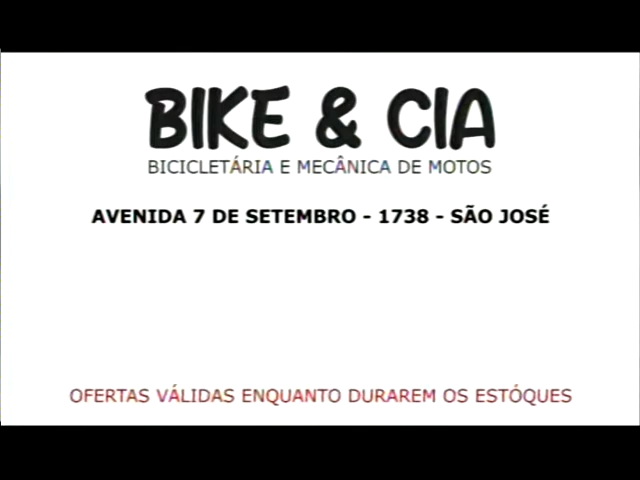 BIKE & CIA
BICICLETÁRIA E MECÂNICA DE MOTOS
AVENIDA 7 DE SETEMBRO - 1738 - SÃO JOSÉ
OFERTAS VÁLIDAS ENQUANTO DURAREM OS ESTÓQUES